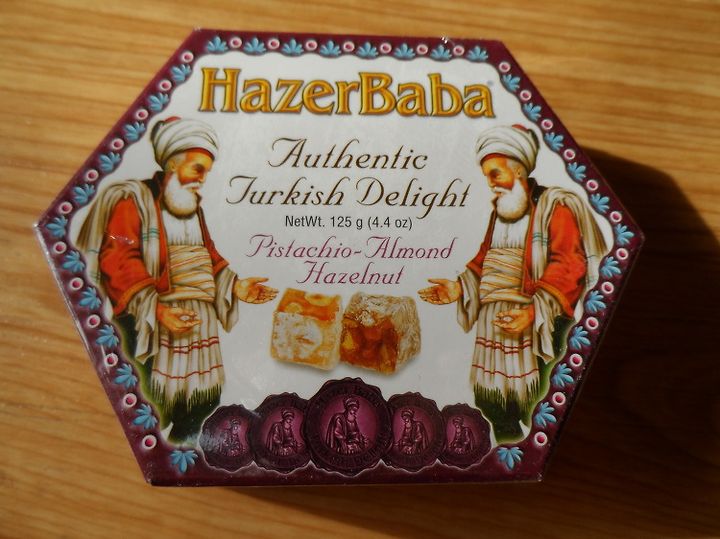 HazerBaba
Authentic
Turkish Delight
NetWt. 125 g (4.4 oz)
Pistachio-Almond
Hazelnut